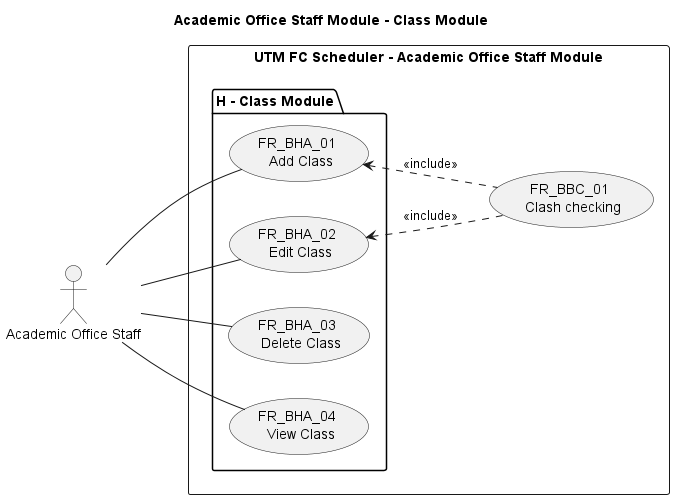 Academic Office Staff Module - Class Module
UTM FC Scheduler - Academic Office Staff Module
H - Class Module
FR_BHA_01
Add Class
«include»
FR_BBC_01
Clash checking
«include»
FR_BHA_02
Edit Class
Academic Office Staff
FR_BHA_03
Delete Class
FR_BHA_04
View Class